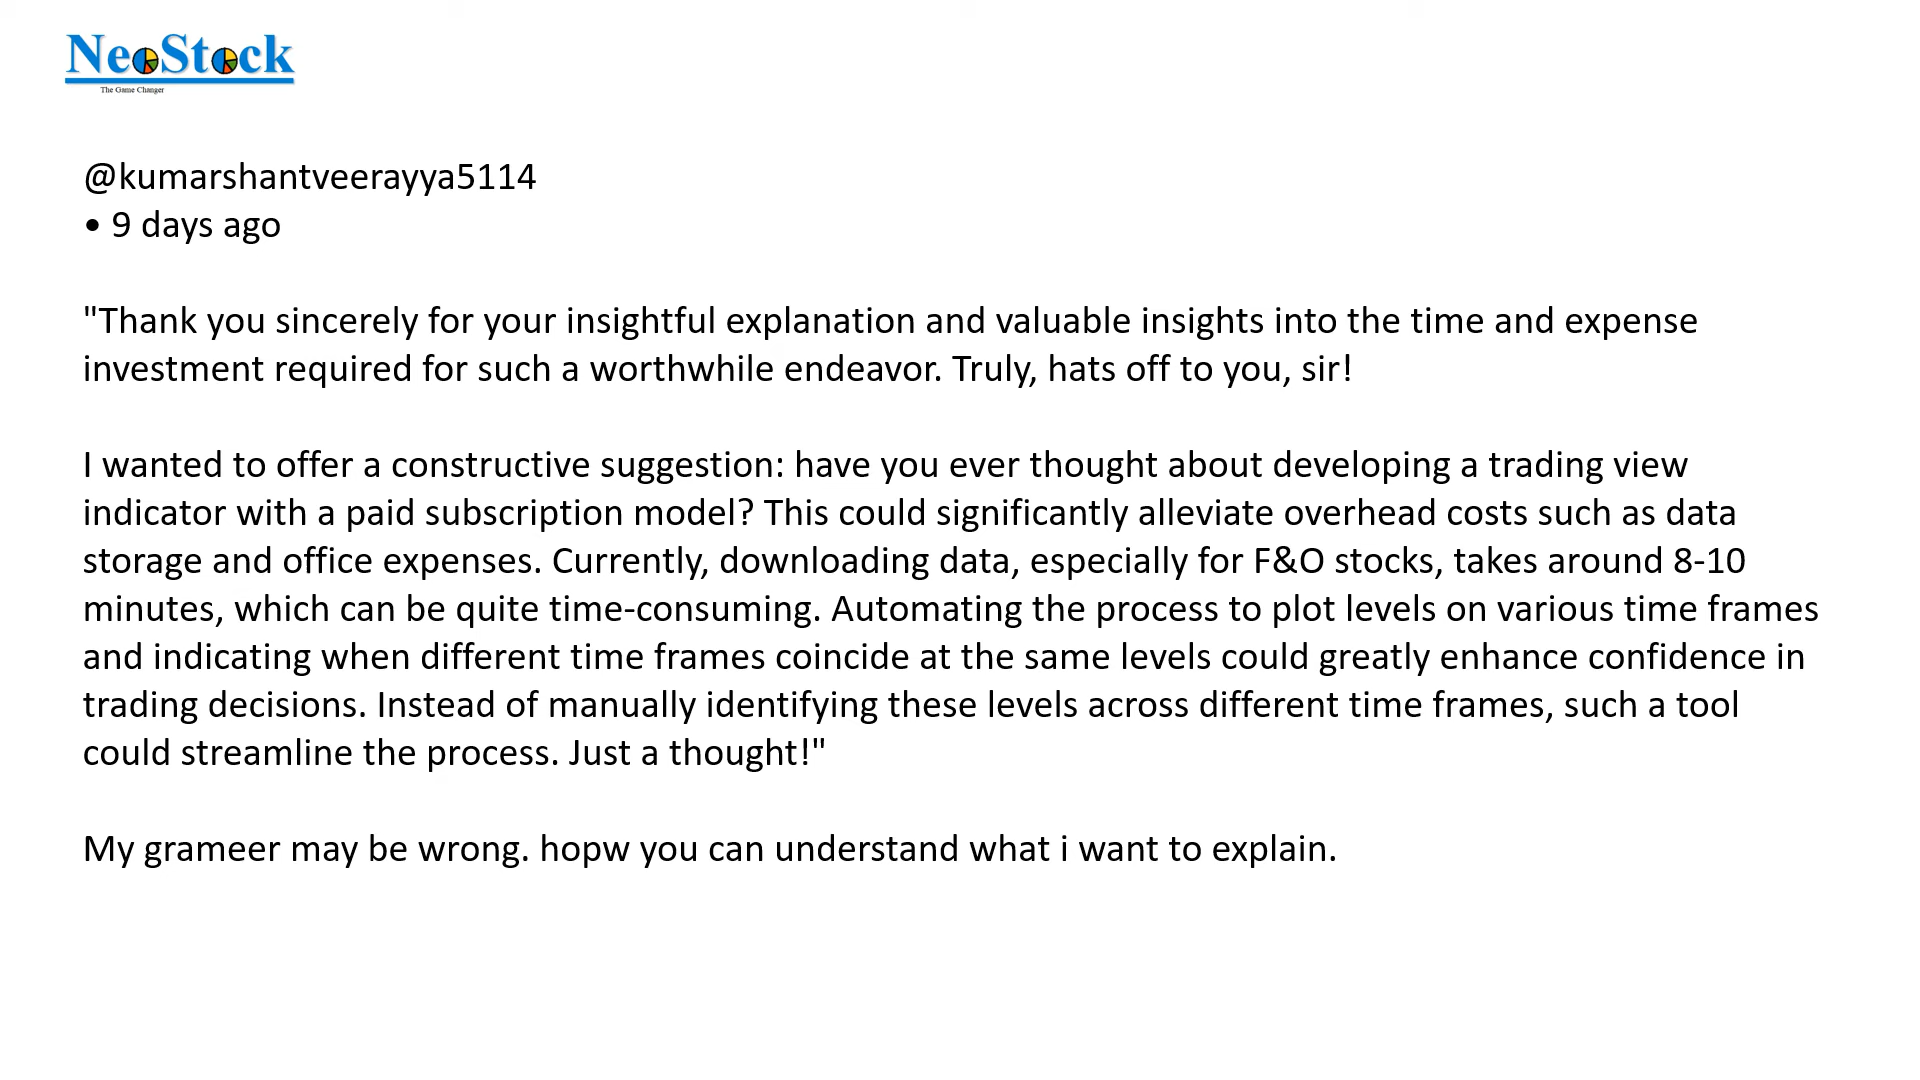 NeoStock
The Game Changer
@kumarshantveerayya5114
• 9 days ago
"Thank you sincerely for your insightful explanation and valuable insights into the time and expense
investment required for such a worthwhile endeavor. Truly, hats off to you, sir!
I wanted to offer a constructive suggestion: have you ever thought about developing a trading view
indicator with a paid subscription model? This could significantly alleviate overhead costs such as data
storage and office expenses. Currently, downloading data, especially for F&O stocks, takes around 8-10
minutes, which can be quite time-consuming. Automating the process to plot levels on various time frames
and indicating when different time frames coincide at the same levels could greatly enhance confidence in
trading decisions. Instead of manually identifying these levels across different time frames, such a tool
could streamline the process. Just a thought!"
My grameer may be wrong. hopw you can understand what i want to explain.